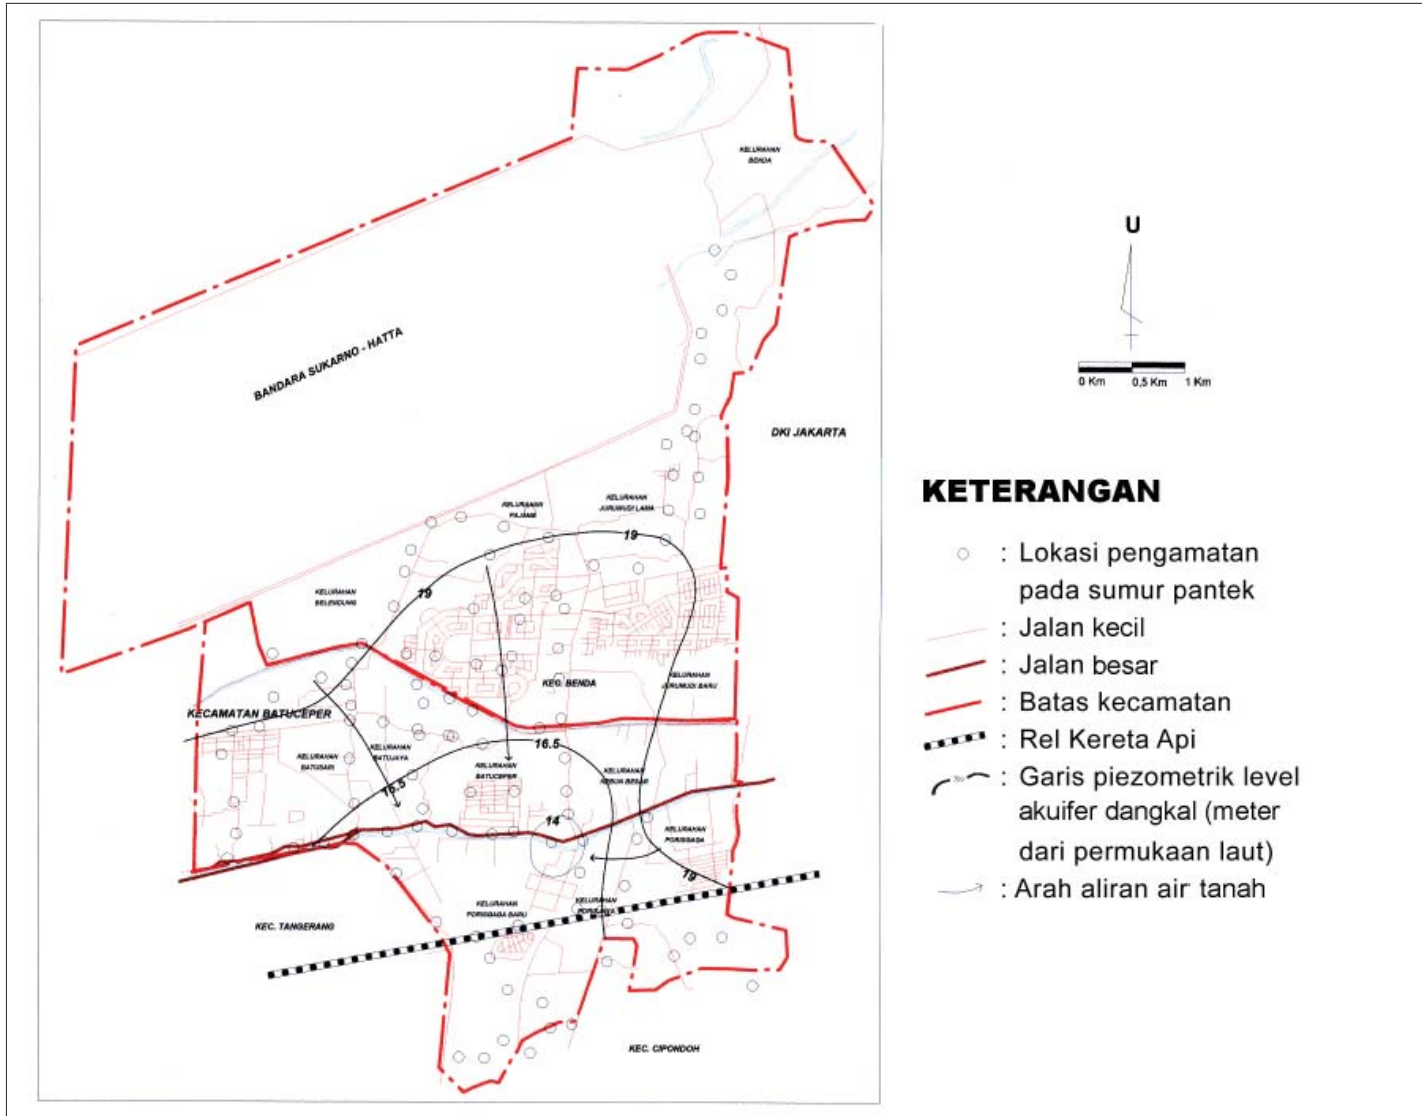 KELURAHAN
BENDA
U
BANDARA SUKARNO - HATTA
0 Km 0,5 Km 1 Km
DKI JAKARTA
KETERANGAN
: Lokasi pengamatan
pada sumur pantek
: Jalan kecil
: Jalan besar
: Batas kecamatan
: Rel Kereta Api
: Garis piezometrik level
akuifer dangkal (meter
dari permukaan laut)
: Arah aliran air tanah
KELURAHAN
JURUMUDI LAMA
KELURAHAN
PAJANG
19
KELURAHAN
BELENDUNG
19
KEC. BENDA
KELURAHAN
JURUMUDI BARU
KECAMATAN BATUCEPER
KELURAHAN
BATUSARI
KELURAHAN
BATUJAYA
16.5
KELURAHAN
BATUCEPER
KELURAHAN
KEBUN BESAR
16.5
14
KELURAHAN
PORISGAGA
19
KELURAHAN
PORISGAGA BARU
KELURAHAN
KEC. TANGERANG
KEC. CIPONDOH